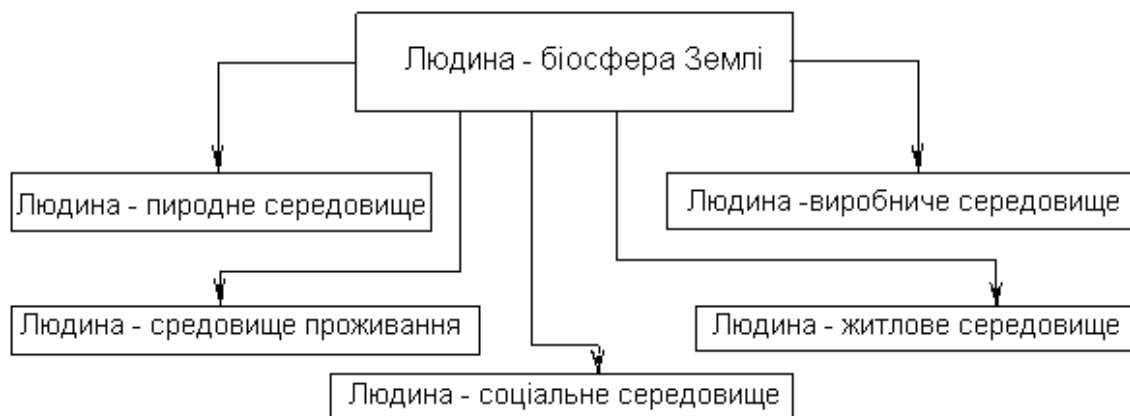 Людина - біосфера Землі
Людина - пиродне середовище
Людина -виробниче середовище
Людина - средовище проживання
Людина - житлове середовище
Людина - соціальне середовище